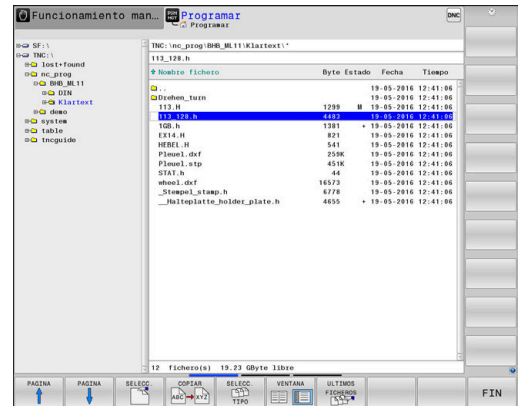 Funcionamiento man...
PGM MGT
Programar
Programar
DNC
SF:\
TNC:\
lost+found
nc_prog
BHB_ML11
DIN
Klartext
demo
system
table
tncguide
TNC:\nc_prog\BHB_ML11\Klartext\*
113_128.h
Nombre fichero Byte Estado Fecha Tiempo
.. 19-05-2016 12:41:06
Drehen_turn 19-05-2016 12:41:06
113.H 1299 M 19-05-2016 12:41:06
113_128.h 4483 19-05-2016 12:41:06
1GB.h 1381 + 19-05-2016 12:41:06
EX14.H 821 19-05-2016 12:41:06
HEBEL.H 541 19-05-2016 12:41:06
Pleuel.dxf 259K 19-05-2016 12:41:06
Pleuel.stp 451K 19-05-2016 12:41:06
STAT.h 44 19-05-2016 12:41:06
wheel.dxf 16573 19-05-2016 12:41:06
_Stempel_stamp.h 6778 19-05-2016 12:41:06
__Halteplatte_holder_plate.h 4655 + 19-05-2016 12:41:06
12 fichero(s) 19.23 GByte libre
PAGINA
PAGINA
SELECC.
COPIAR
ABC XYZ
SELECC.
TIPO
VENTANA
ULTIMOS
FICHEROS
FIN